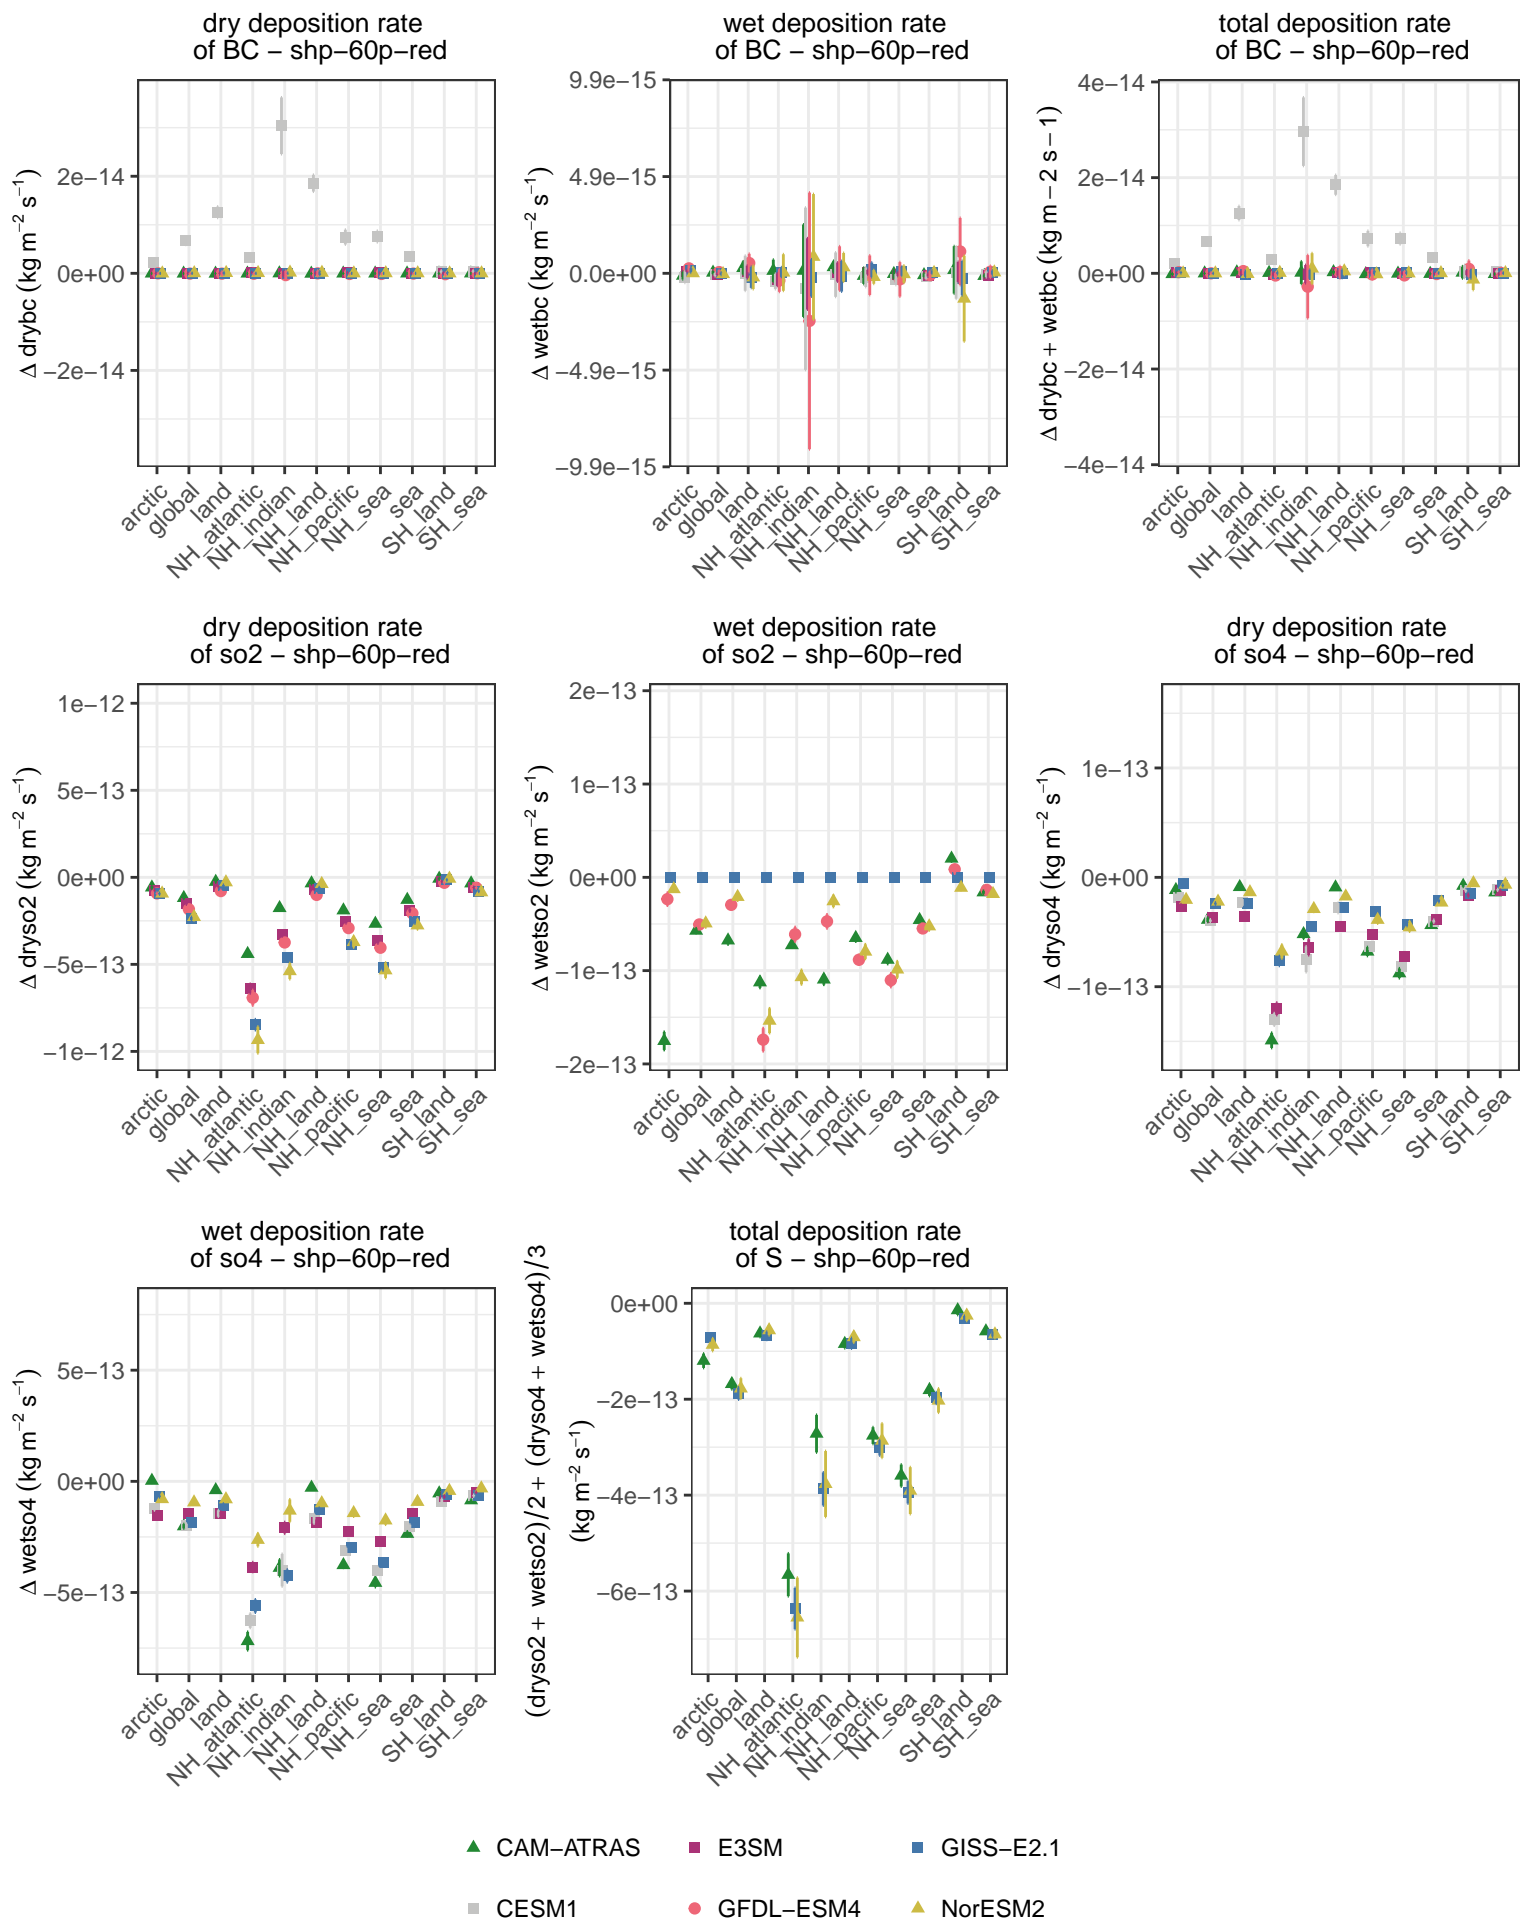 dry deposition rate
of BC − shp−60p−red
wet deposition rate
of BC − shp−60p−red
total deposition rate
of BC − shp−60p−red
Δ drybc (kg m−2 s−1)
2e−14
0e+00
−2e−14
arctic
global
land
NH_atlantic
NH_indian
NH_land
NH_pacific
NH_sea
sea
SH_land
SH_sea
Δ wetbc (kg m−2 s−1)
9.9e−15
4.9e−15
0.0e+00
−4.9e−15
−9.9e−15
arctic
global
land
NH_atlantic
NH_indian
NH_land
NH_pacific
NH_sea
sea
SH_land
SH_sea
Δ drybc + wetbc (kg m − 2 s − 1)
4e−14
2e−14
0e+00
−2e−14
−4e−14
arctic
global
land
NH_atlantic
NH_indian
NH_land
NH_pacific
NH_sea
sea
SH_land
SH_sea
dry deposition rate
of so2 − shp−60p−red
wet deposition rate
of so2 − shp−60p−red
dry deposition rate
of so4 − shp−60p−red
Δ dryso2 (kg m−2 s−1)
1e−12
5e−13
0e+00
−5e−13
−1e−12
arctic
global
land
NH_atlantic
NH_indian
NH_land
NH_pacific
NH_sea
sea
SH_land
SH_sea
Δ wetso2 (kg m−2 s−1)
2e−13
1e−13
0e+00
−1e−13
−2e−13
arctic
global
land
NH_atlantic
NH_indian
NH_land
NH_pacific
NH_sea
sea
SH_land
SH_sea
Δ dryso4 (kg m−2 s−1)
1e−13
0e+00
−1e−13
arctic
global
land
NH_atlantic
NH_indian
NH_land
NH_pacific
NH_sea
sea
SH_land
SH_sea
wet deposition rate
of so4 − shp−60p−red
total deposition rate
of S − shp−60p−red
Δ wetso4 (kg m−2 s−1)
5e−13
0e+00
−5e−13
arctic
global
land
NH_atlantic
NH_indian
NH_land
NH_pacific
NH_sea
sea
SH_land
SH_sea
(dryso2 + wetso2)/2 + (dryso4 + wetso4)/3
(kg m−2 s−1)
0e+00
−2e−13
−4e−13
−6e−13
arctic
global
land
NH_atlantic
NH_indian
NH_land
NH_pacific
NH_sea
sea
SH_land
SH_sea
CAM−ATRAS
E3SM
GISS−E2.1
CESM1
GFDL−ESM4
NorESM2